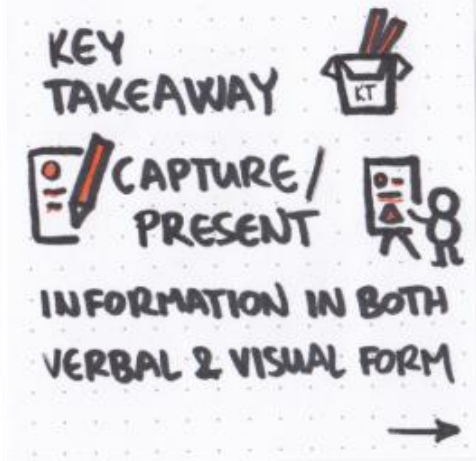 KEY
TAKEAWAY
KT
CAPTURE /
PRESENT
INFORMATION IN BOTH
VERBAL & VISUAL FORM